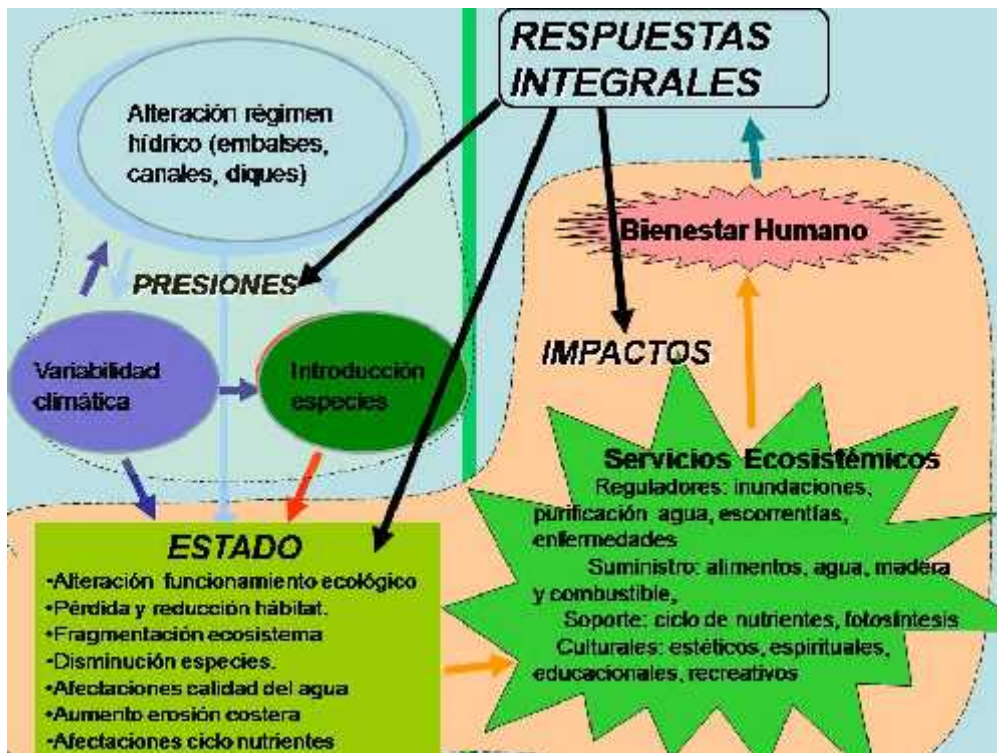 RESPUESTAS
INTEGRALES
Alteración régimen
hídrico (embalses,
canales, diques)
PRESIONES
Variabilidad
climática
Introducción
especies
Bienestar Humano
IMPACTOS
ESTADO
•Alteración funcionamiento ecológico
•Pérdida y reducción hábitat.
•Fragmentación ecosistema
•Disminución especies.
•Afectaciones calidad del agua
•Aumento erosión costera
•Afectaciones ciclo nutrientes
Servicios Ecosistémicos
Reguladores: inundaciones,
purificación agua, escorrentías,
enfermedades
Suministro: alimentos, agua, madera
y combustible,
Soporte: ciclo de nutrientes, fotosíntesis
Culturales: estéticos, espirituales,
educacionales, recreativos